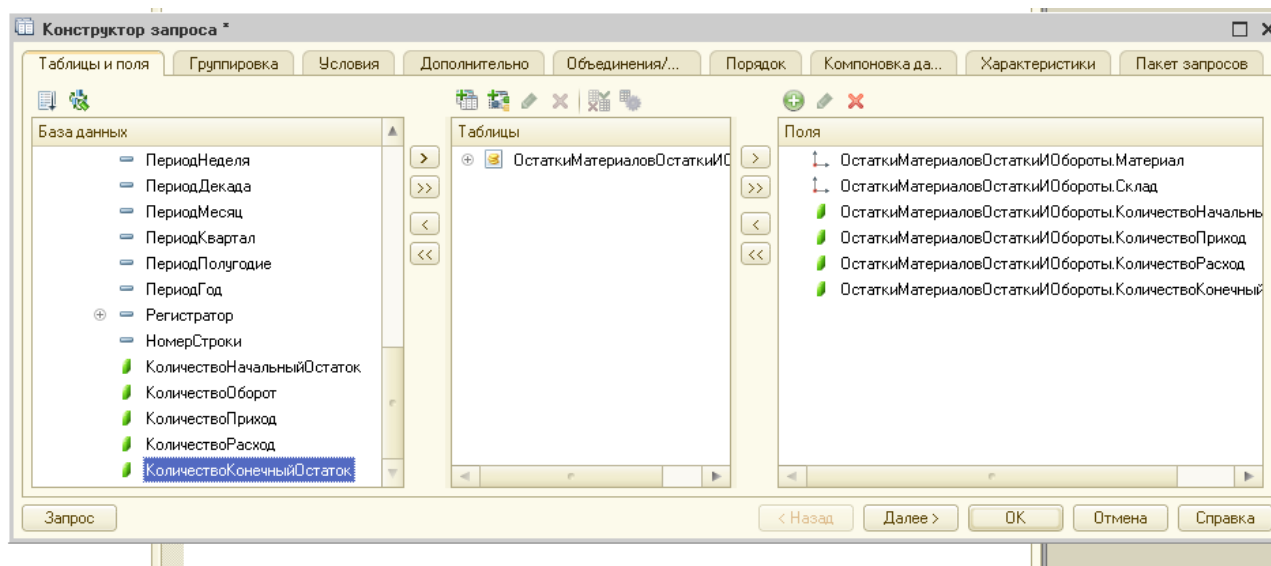 Конструктор запроса *
Таблицы и поля
Группировка
Условия
Дополнительно
Объединения/...
Порядок
Компоновка да...
Характеристики
Пакет запросов
База данных
ПериодНеделя
ПериодДекада
ПериодМесяц
ПериодКвартал
ПериодПолугодие
ПериодГод
Регистратор
НомерСтроки
КоличествоНачальныйОстаток
КоличествоОборот
КоличествоПриход
КоличествоРасход
КоличествоКонечныйОстаток
>
>>
<
<<
Таблицы
ОстаткиМатериаловОстаткиИО
>
>>
<
<<
Поля
ОстаткиМатериаловОстаткиИОбороты.Материал
ОстаткиМатериаловОстаткиИОбороты.Склад
ОстаткиМатериаловОстаткиИОбороты.КоличествоНачальны
ОстаткиМатериаловОстаткиИОбороты.КоличествоПриход
ОстаткиМатериаловОстаткиИОбороты.КоличествоРасход
ОстаткиМатериаловОстаткиИОбороты.КоличествоКонечный
Запрос
< Назад
Далее >
OK
Отмена
Справка